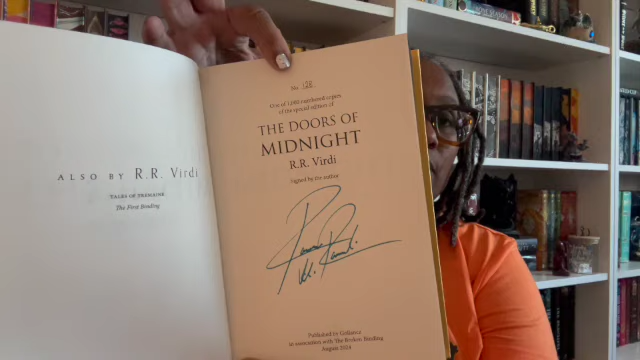 ALSO BY R.R. Virdi
TALES OF TREMAINE
The First Binding
No. 128
One of 1,000 numbered copies
of the special edition of
THE DOORS OF
MIDNIGHT
R.R. Virdi
Signed by the author
Published by Gollancz
in association with The Broken Binding
August 2024